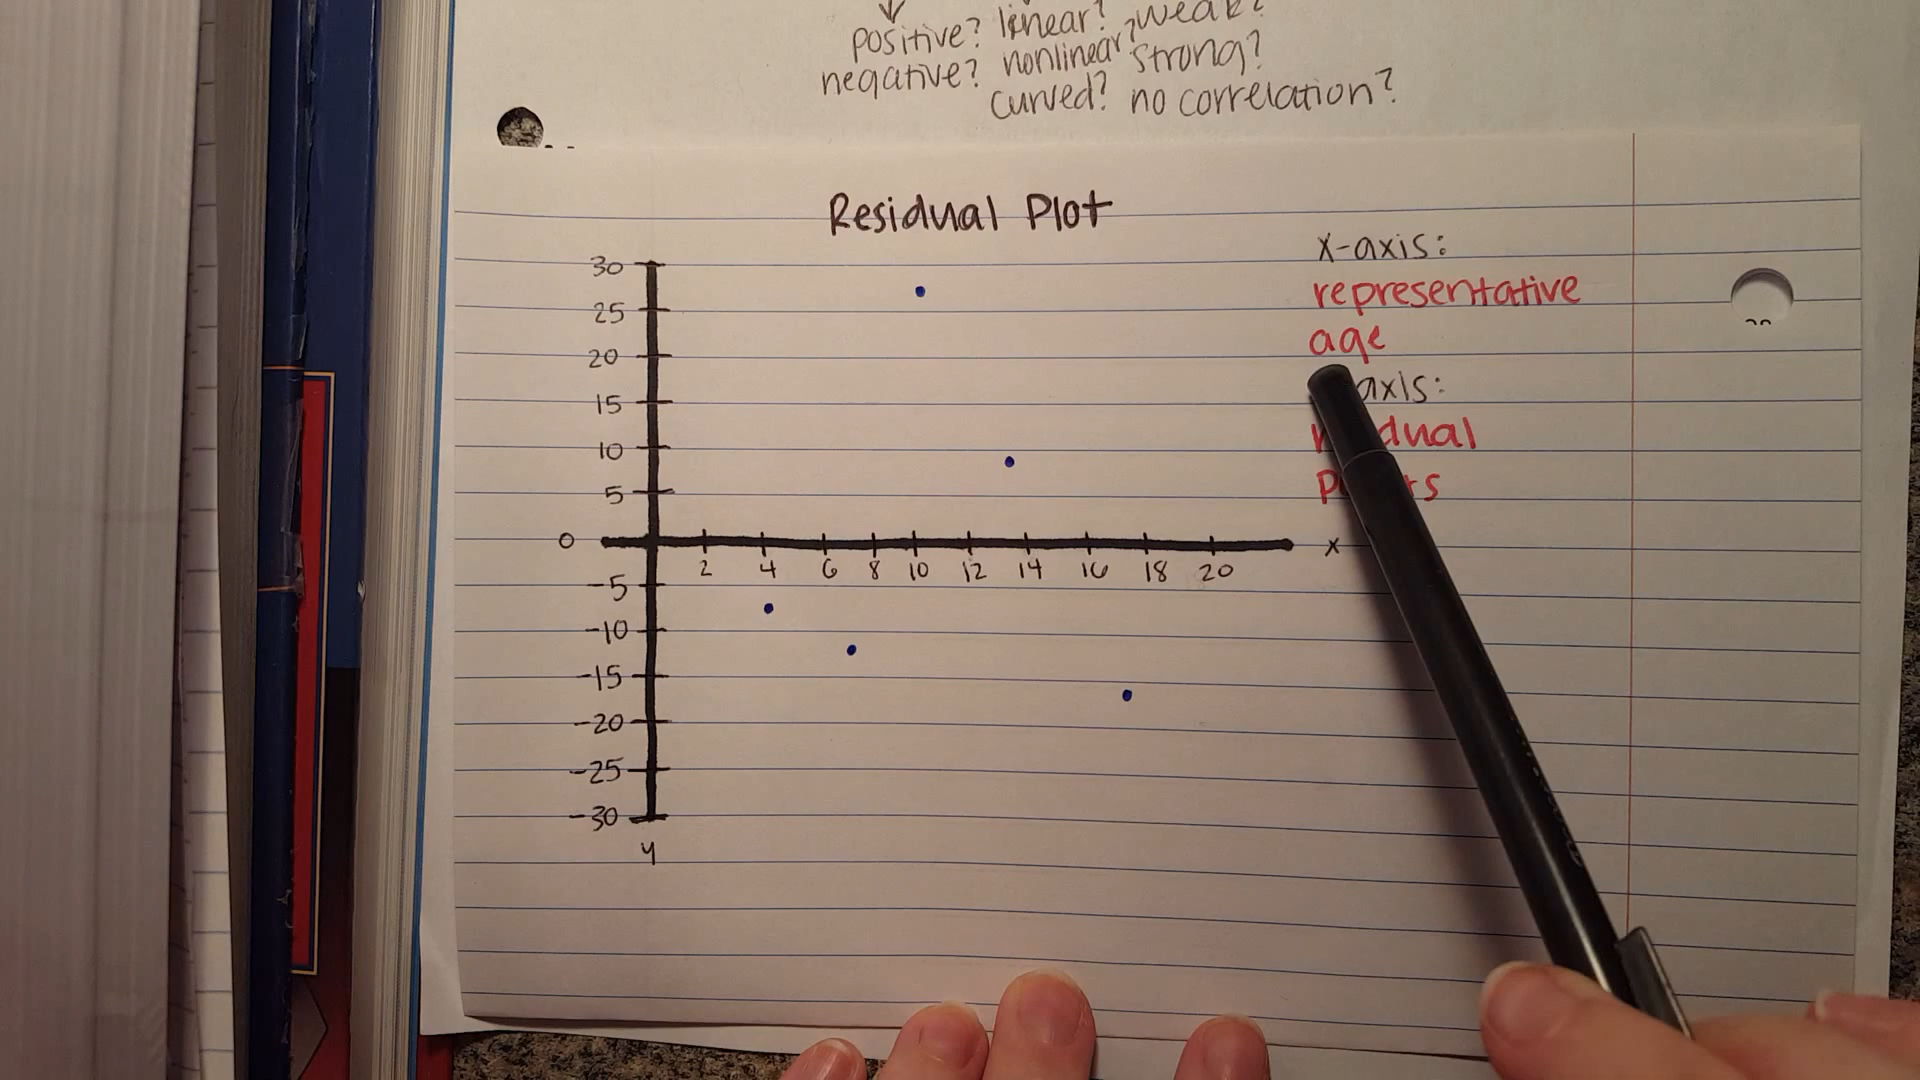 positive? linear? weak?
negative? nonlinear? strong?
curved? no correlation?
Residual Plot
x-axis:
representative
age
axis:
30
25
20
15
10
5
0
x
2 4 6 8 10 12 14 16 18 20
-5
-10
-15
-20
-25
-30
y